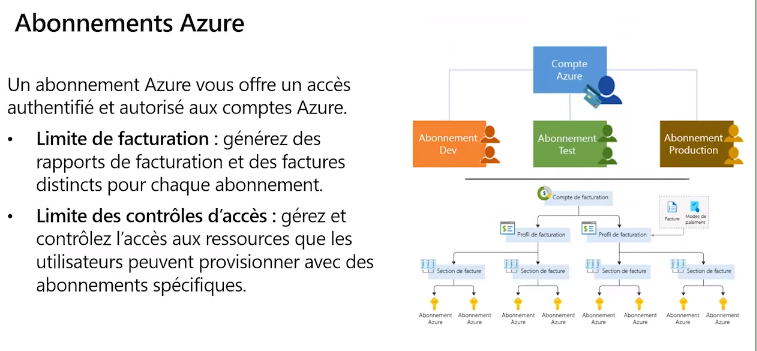 Abonnements Azure
Un abonnement Azure vous offre un accès
authentifié et autorisé aux comptes Azure.
• Limite de facturation : générez des
rapports de facturation et des factures
distincts pour chaque abonnement.
• Limite des contrôles d'accès : gérez et
contrôlez l'accès aux ressources que les
utilisateurs peuvent provisionner avec des
abonnements spécifiques.
Compte
Azure
Abonnement
Dev
Abonnement
Test
Abonnement
Production
Compte de facturation
Profil de facturation
Profil de facturation
Facture
Modes de
paiement
Section de facture
Section de facture
Section de facture
Section de facture
Abonnement
Azure
Abonnement
Azure
Abonnement
Azure
Abonnement
Azure
Abonnement
Azure
Abonnement
Azure
Abonnement
Azure
Abonnement
Azure